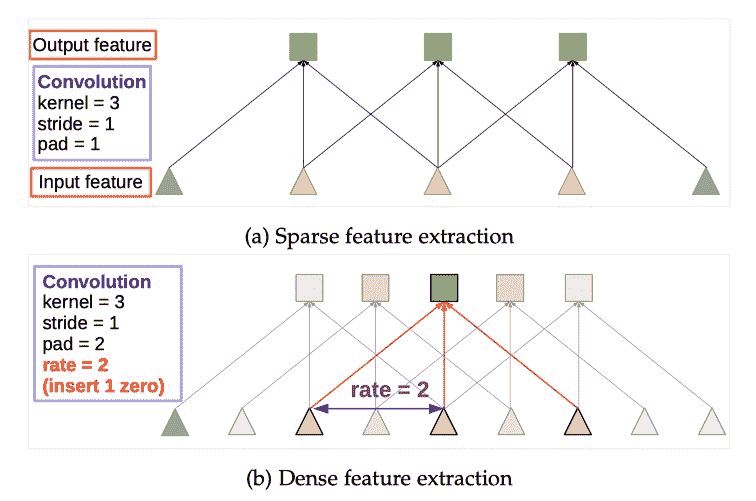 Output feature
Convolution
kernel = 3
stride = 1
pad = 1
Input feature
(a) Sparse feature extraction
Convolution
kernel = 3
stride = 1
pad = 2
rate = 2
(insert 1 zero)
rate = 2
(b) Dense feature extraction